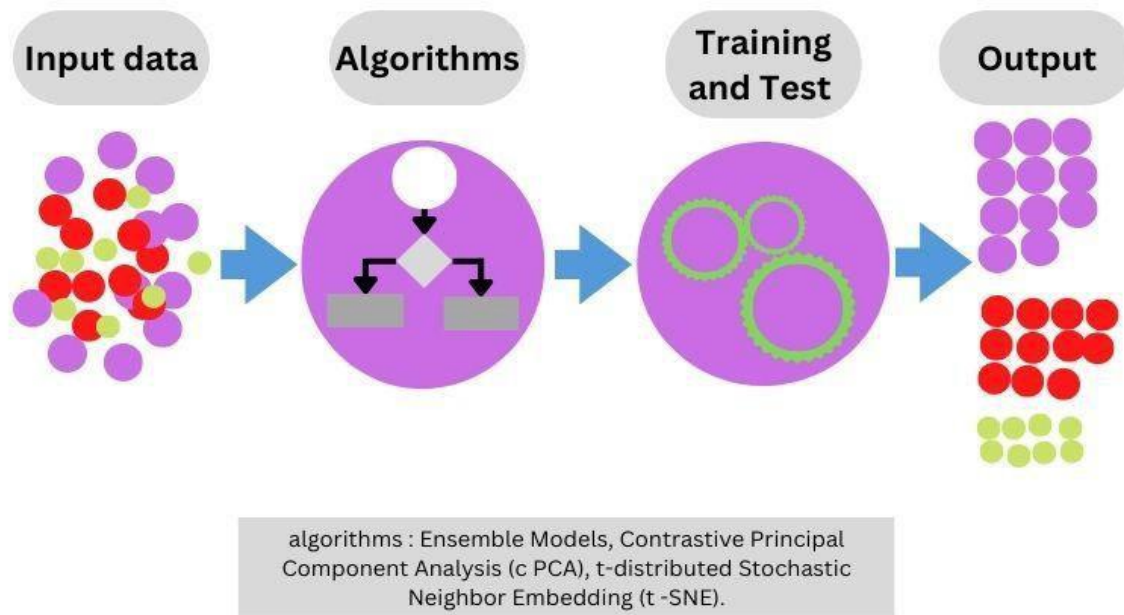 Input data
Algorithms
Training
and Test
Output
algorithms : Ensemble Models, Contrastive Principal
Component Analysis (c PCA), t-distributed Stochastic
Neighbor Embedding (t -SNE).